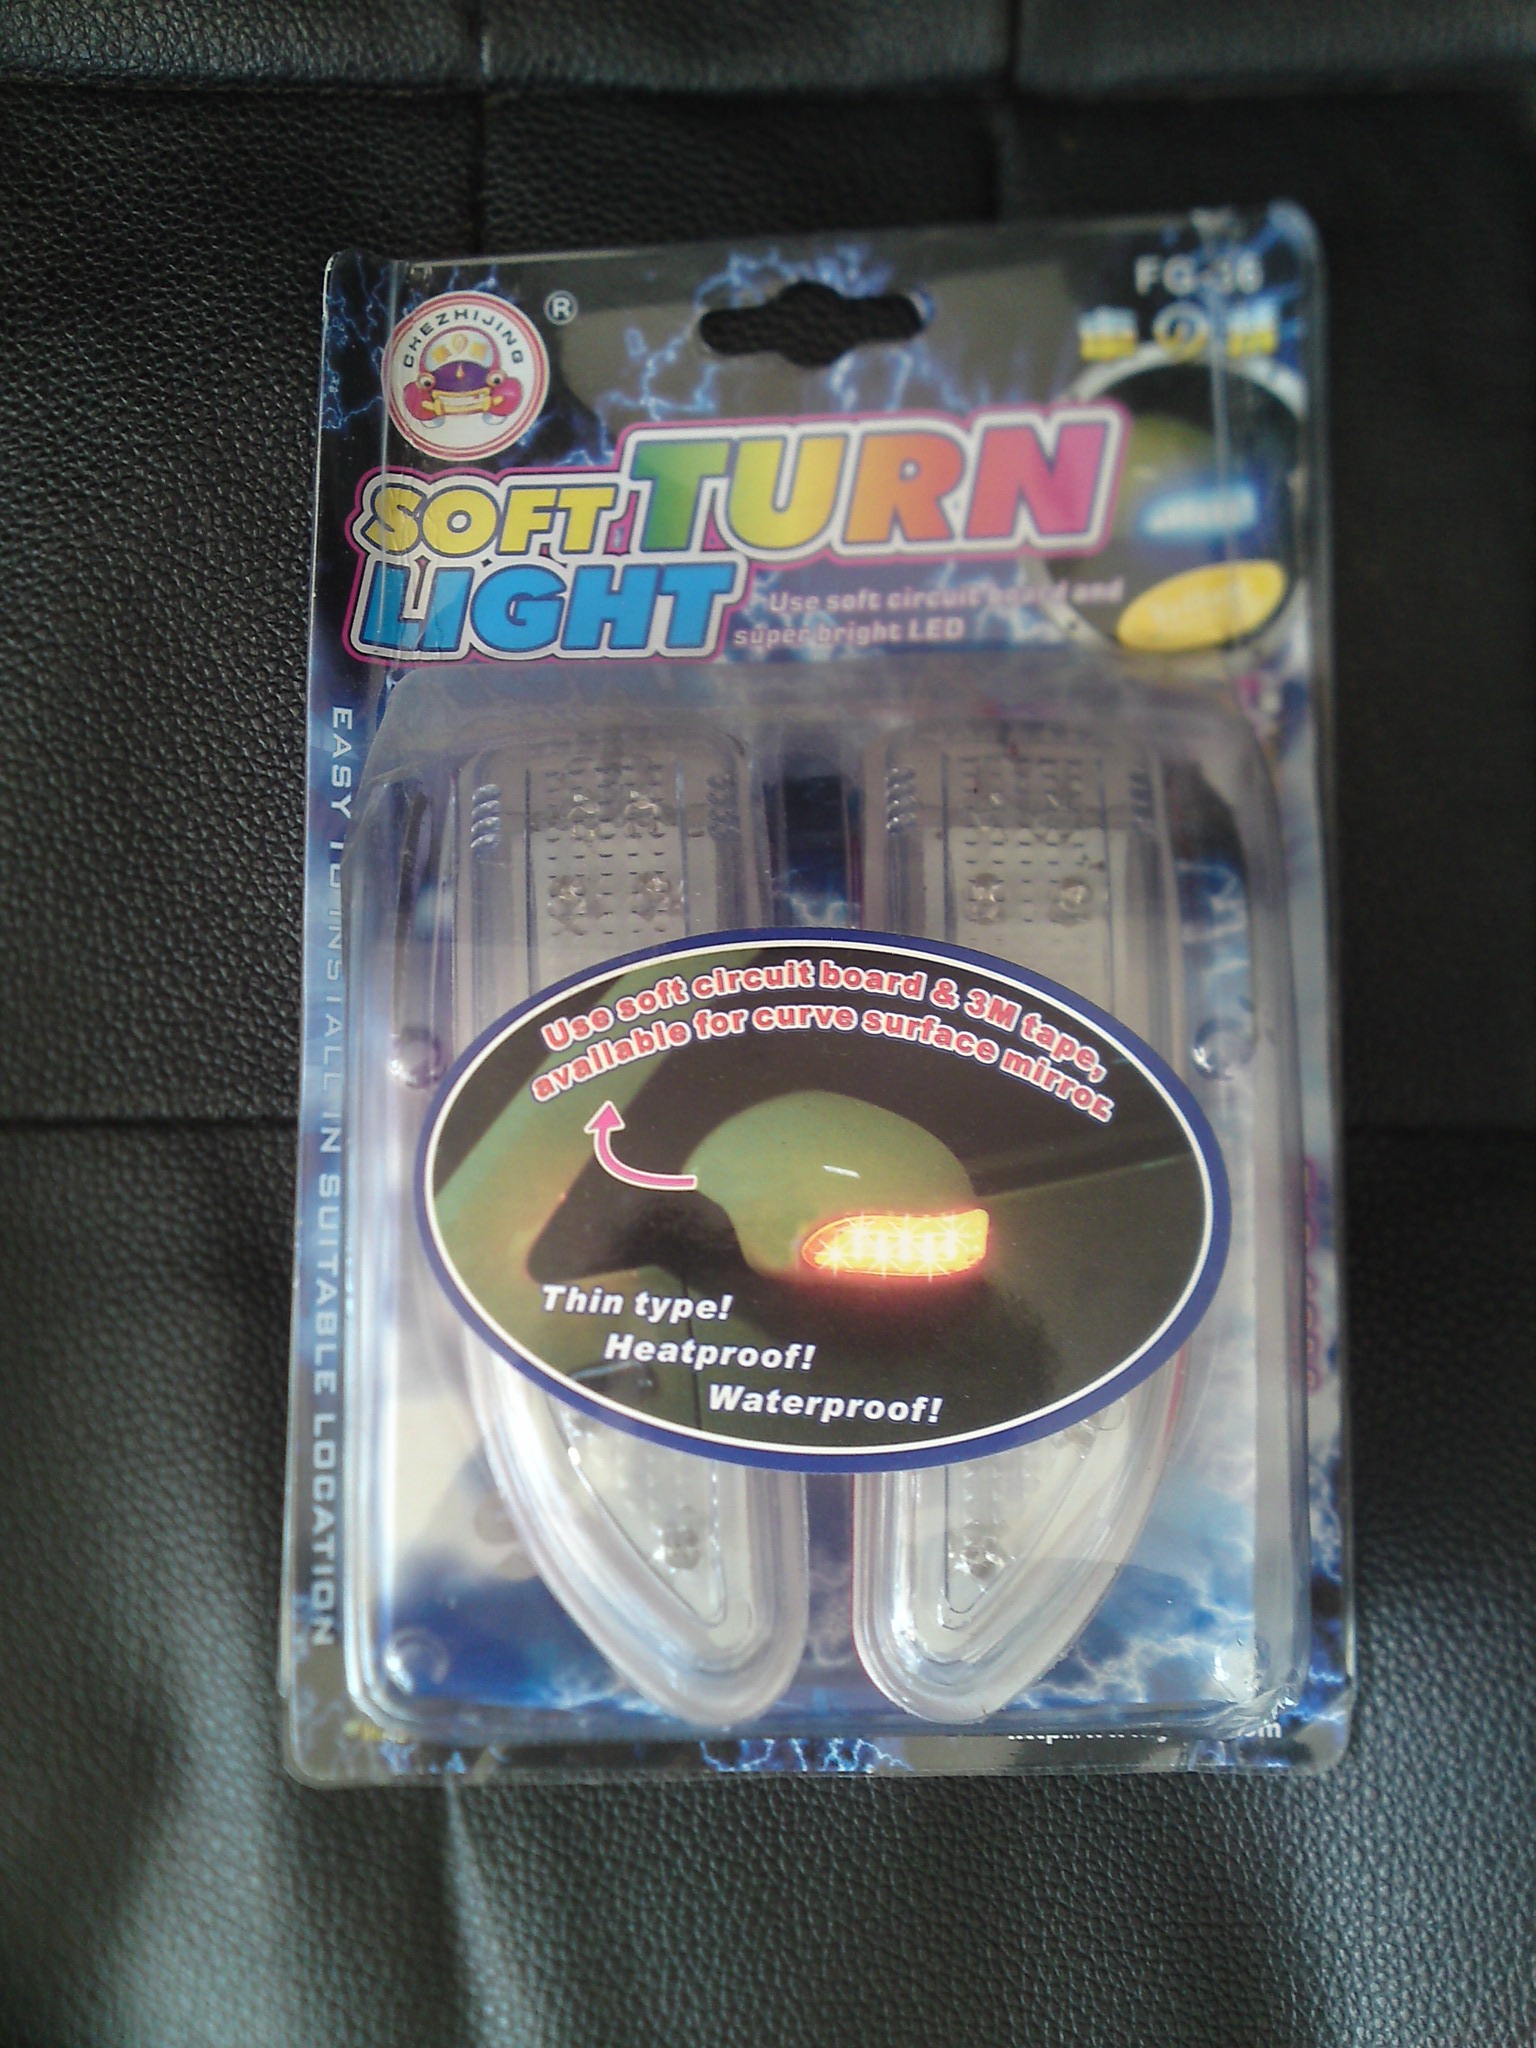 CHEZHIJING
®
FG-36
SOFT TURN
LIGHT
Use soft circuit board and
super bright LED
EASY TO INSTALL IN SUITABLE LOCATION
Use soft circuit board & 3M tape,
available for curve surface mirror.
Thin type!
Heatproof!
Waterproof!